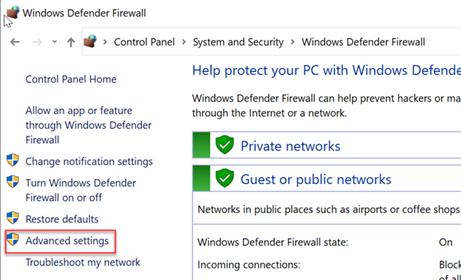 Windows Defender Firewall
Control Panel > System and Security > Windows Defender Firewall
Control Panel Home
Allow an app or feature
through Windows Defender
Firewall
Change notification settings
Turn Windows Defender
Firewall on or off
Restore defaults
Advanced settings
Troubleshoot my network
Help protect your PC with Windows Defende
Windows Defender Firewall can help prevent hackers or ma
through the Internet or a network.
Private networks
Guest or public networks
Networks in public places such as airports or coffee shops
Windows Defender Firewall state: On
Incoming connections: Block